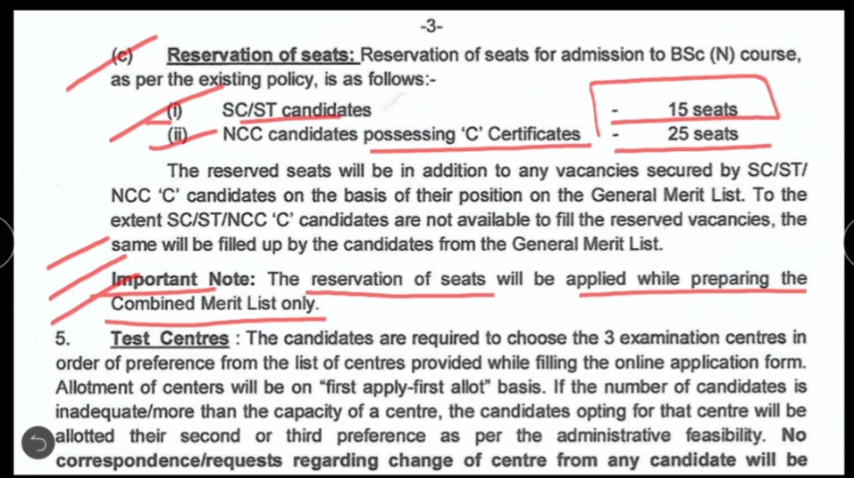 -3-
(c) Reservation of seats: Reservation of seats for admission to BSc (N) course,
as per the existing policy, is as follows:-
(i) SC/ST candidates - 15 seats
(ii) NCC candidates possessing ‘C’ Certificates - 25 seats
The reserved seats will be in addition to any vacancies secured by SC/ST/
NCC ‘C’ candidates on the basis of their position on the General Merit List. To the
extent SC/ST/NCC ‘C’ candidates are not available to fill the reserved vacancies, the
same will be filled up by the candidates from the General Merit List.
Important Note: The reservation of seats will be applied while preparing the
Combined Merit List only.
5. Test Centres : The candidates are required to choose the 3 examination centres in
order of preference from the list of centres provided while filling the online application form.
Allotment of centers will be on “first apply-first allot” basis. If the number of candidates is
inadequate/more than the capacity of a centre, the candidates opting for that centre will be
allotted their second or third preference as per the administrative feasibility. No
correspondence/requests regarding change of centre from any candidate will be